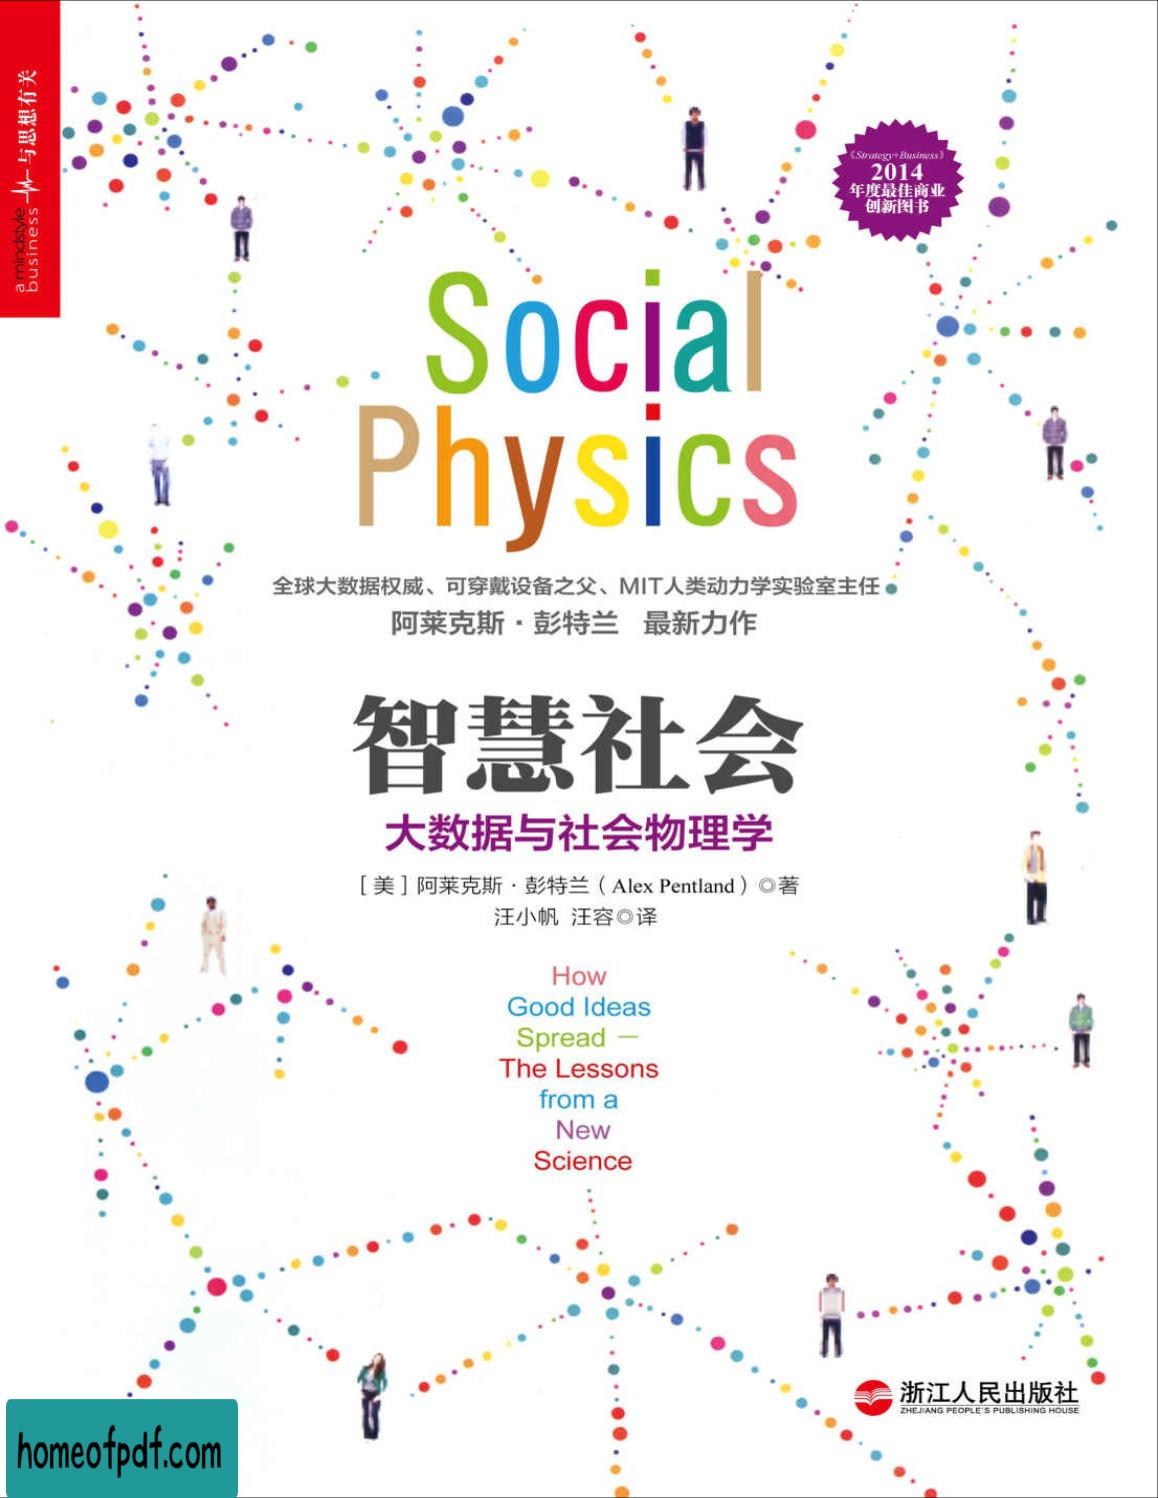 与思想有关
a mindstyle
business
《Strategy+Business》
2014
年度最佳商业
创新图书
Social
Physics
全球大数据权威、可穿戴设备之父、MIT人类动力学实验室主任
阿莱克斯·彭特兰 最新力作
智慧社会
大数据与社会物理学
[美]阿莱克斯·彭特兰（Alex Pentland）◎著
汪小帆 汪容◎译
How
Good Ideas
Spread —
The Lessons
from a
New
Science
浙江人民出版社
ZHEJIANG PEOPLE'S PUBLISHING HOUSE
homeofpdf.com